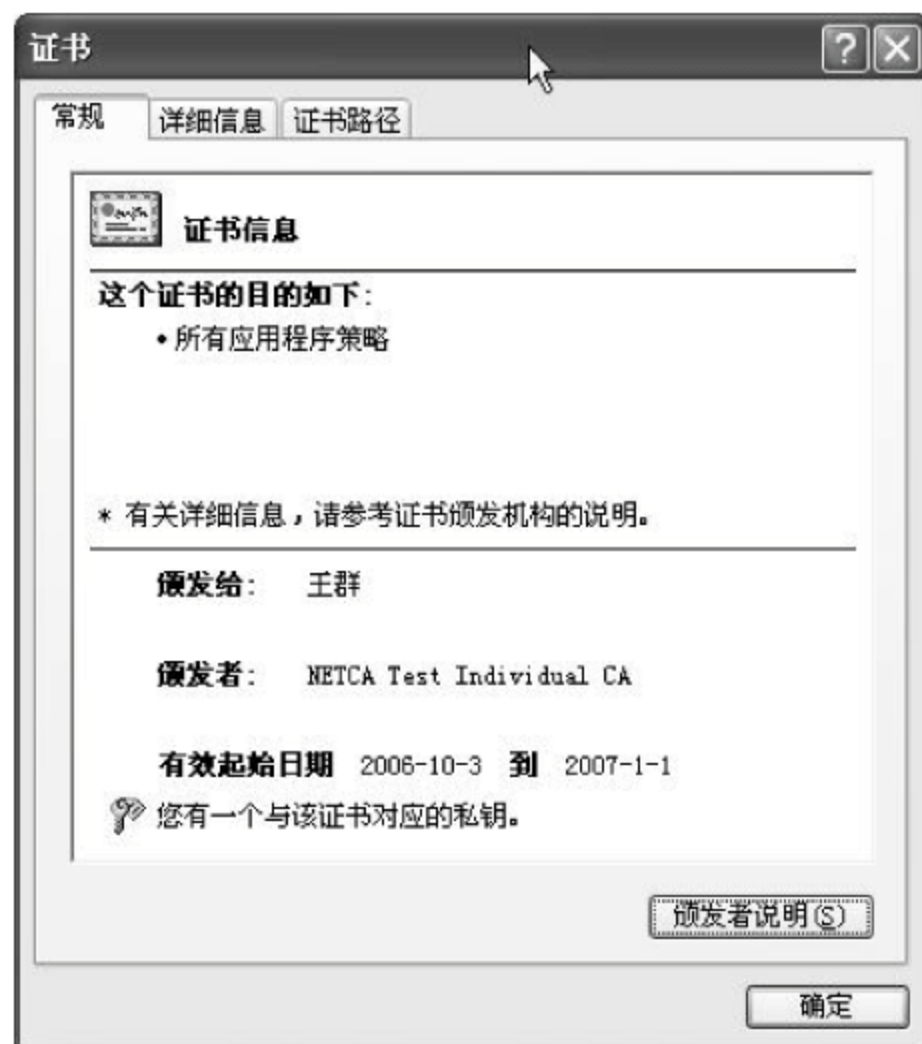 证书
常规 详细信息 证书路径
证书信息
这个证书的目的如下:
•所有应用程序策略
* 有关详细信息，请参考证书颁发机构的说明。
颁发给: 王群
颁发者: NETCA Test Individual CA
有效起始日期 2006-10-3 到 2007-1-1
您有一个与该证书对应的私钥。
颁发者说明(S)
确定